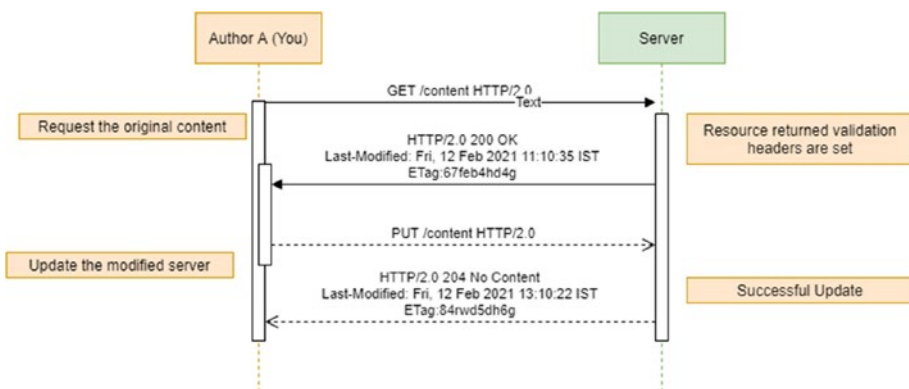 Author A (You)
Server
GET /content HTTP/2.0
Text
Request the original content
Resource returned validation
headers are set
HTTP/2.0 200 OK
Last-Modified: Fri, 12 Feb 2021 11:10:35 IST
ETag:67feb4hd4g
PUT /content HTTP/2.0
Update the modified server
HTTP/2.0 204 No Content
Last-Modified: Fri, 12 Feb 2021 13:10:22 IST
ETag:84rwd5dh6g
Successful Update